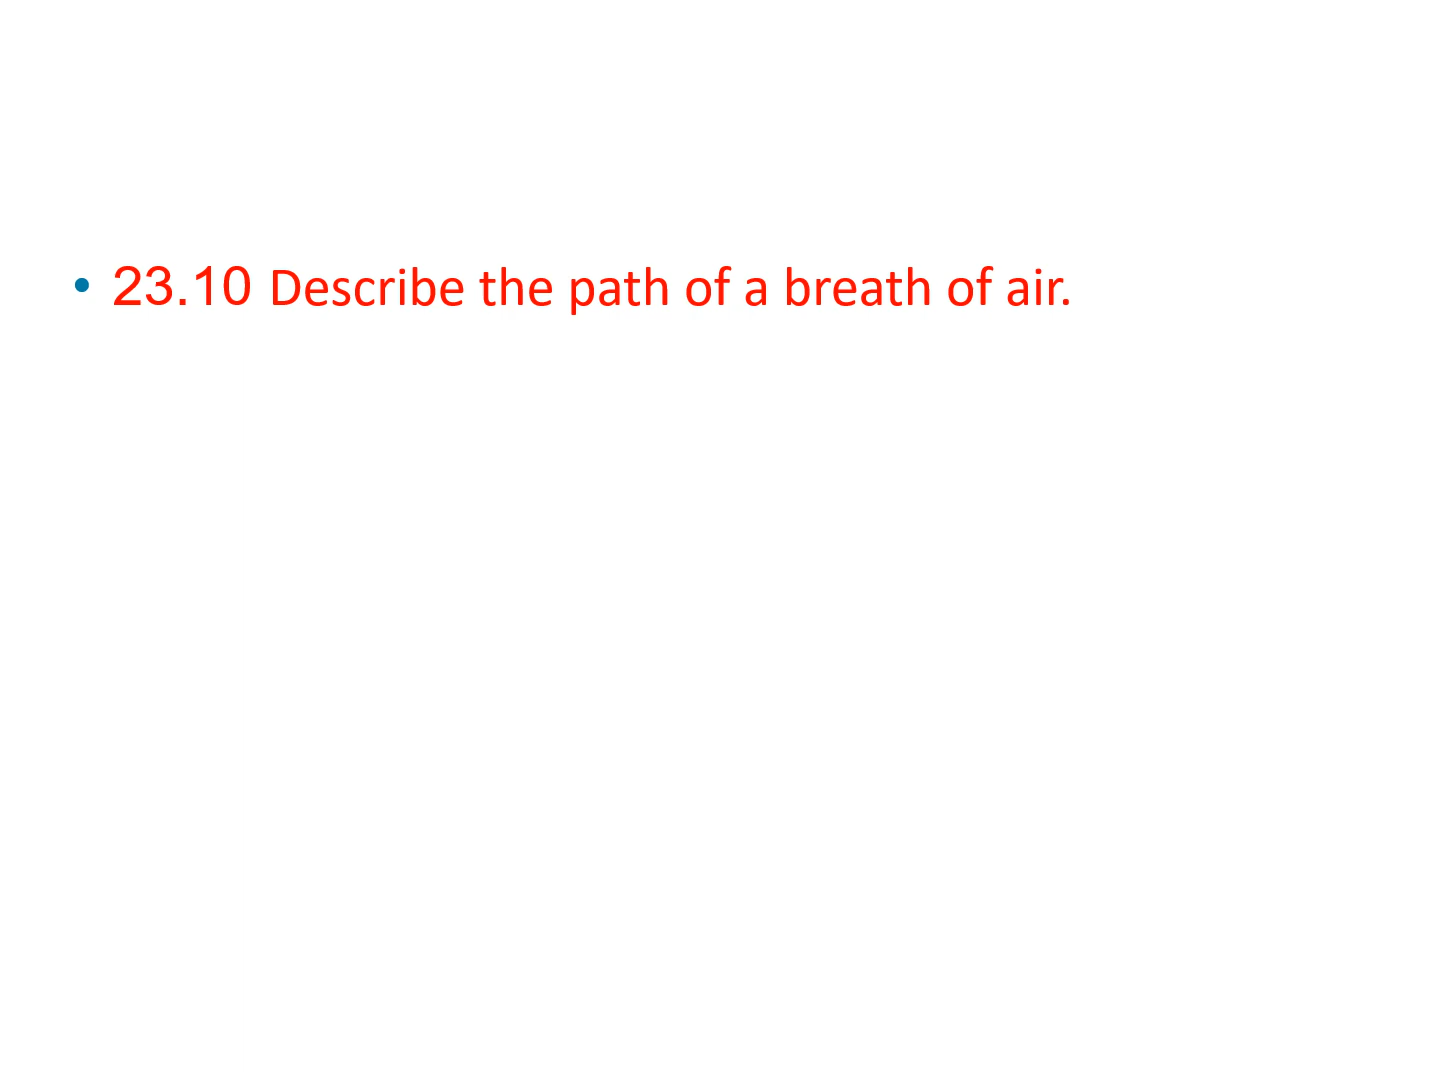 • 23.10 Describe the path of a breath of air.